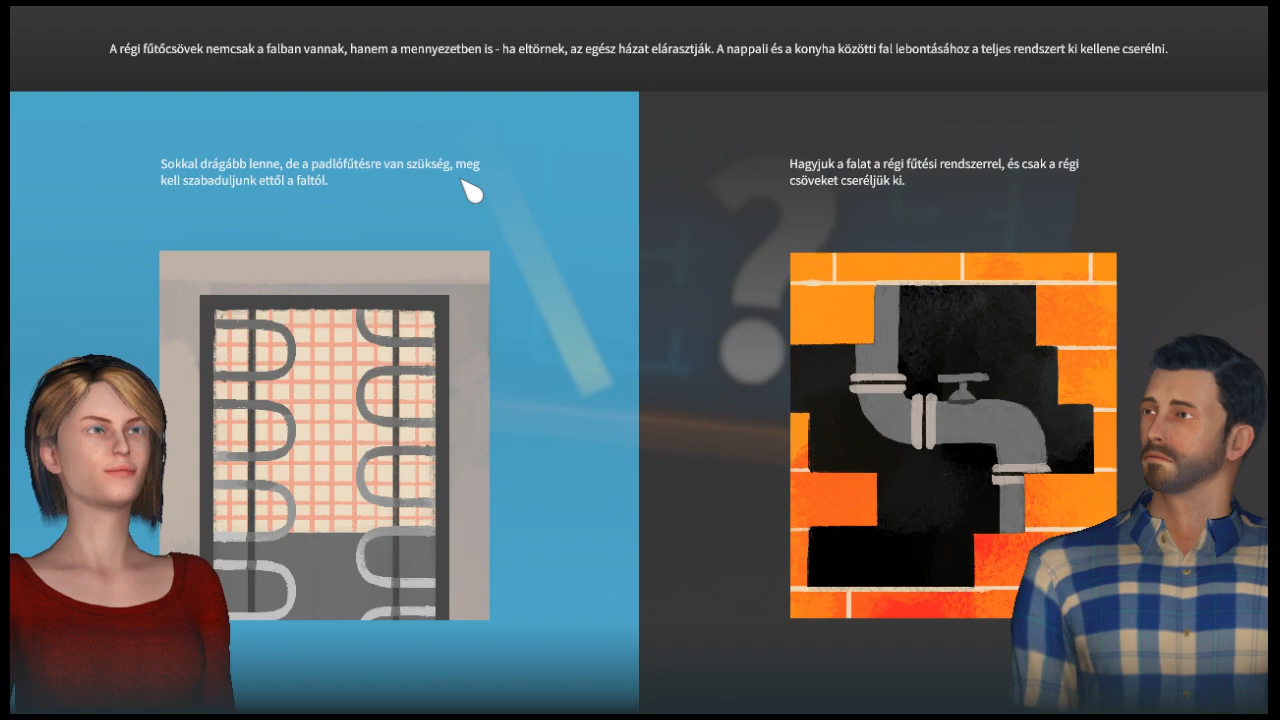 A régi fűtőcsövek nemcsak a falban vannak, hanem a mennyezetben is - ha eltörnek, az egész házat elárasztják. A nappali és a konyha közötti fal lebontásához a teljes rendszert ki kellene cserélni.
Sokkal drágább lenne, de a padlófűtésre van szükség, meg
kell szabaduljunk ettől a faltól.
Hagyjuk a falat a régi fűtési rendszerrel, és csak a régi
csöveket cseréljük ki.